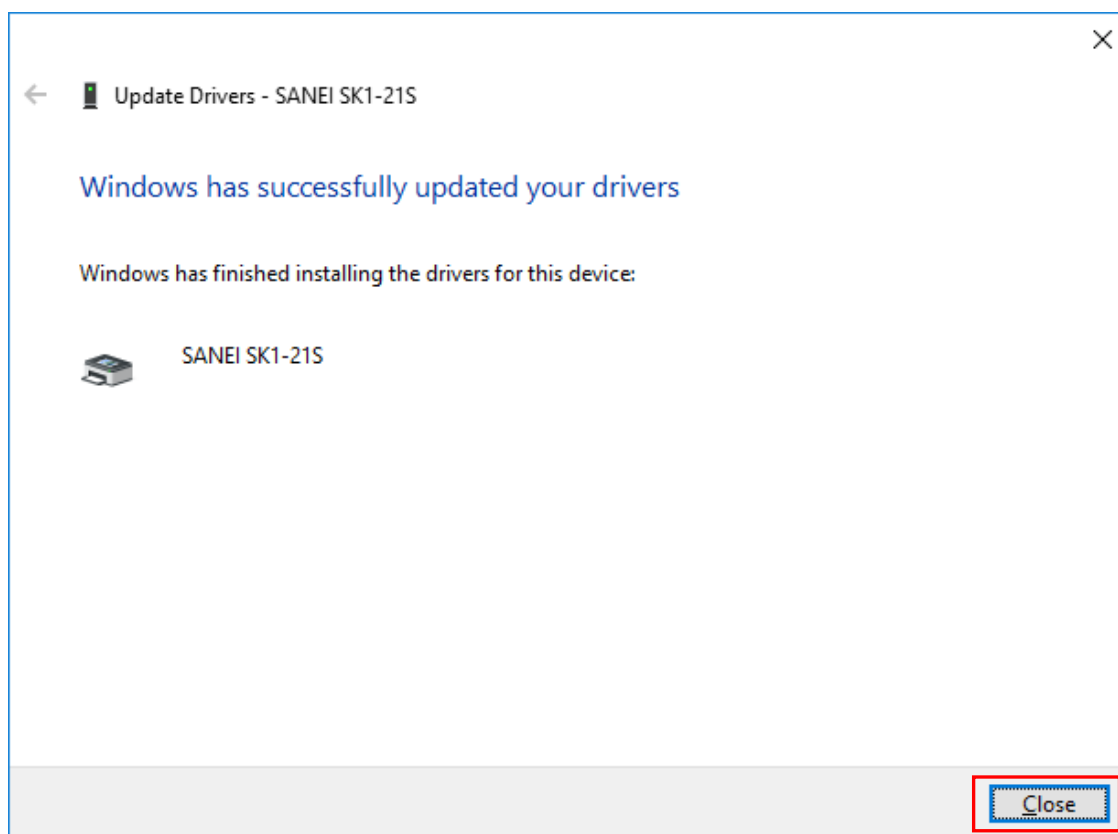 Update Drivers - SANEI SK1-21S
Windows has successfully updated your drivers
Windows has finished installing the drivers for this device:
SANEI SK1-21S
Close